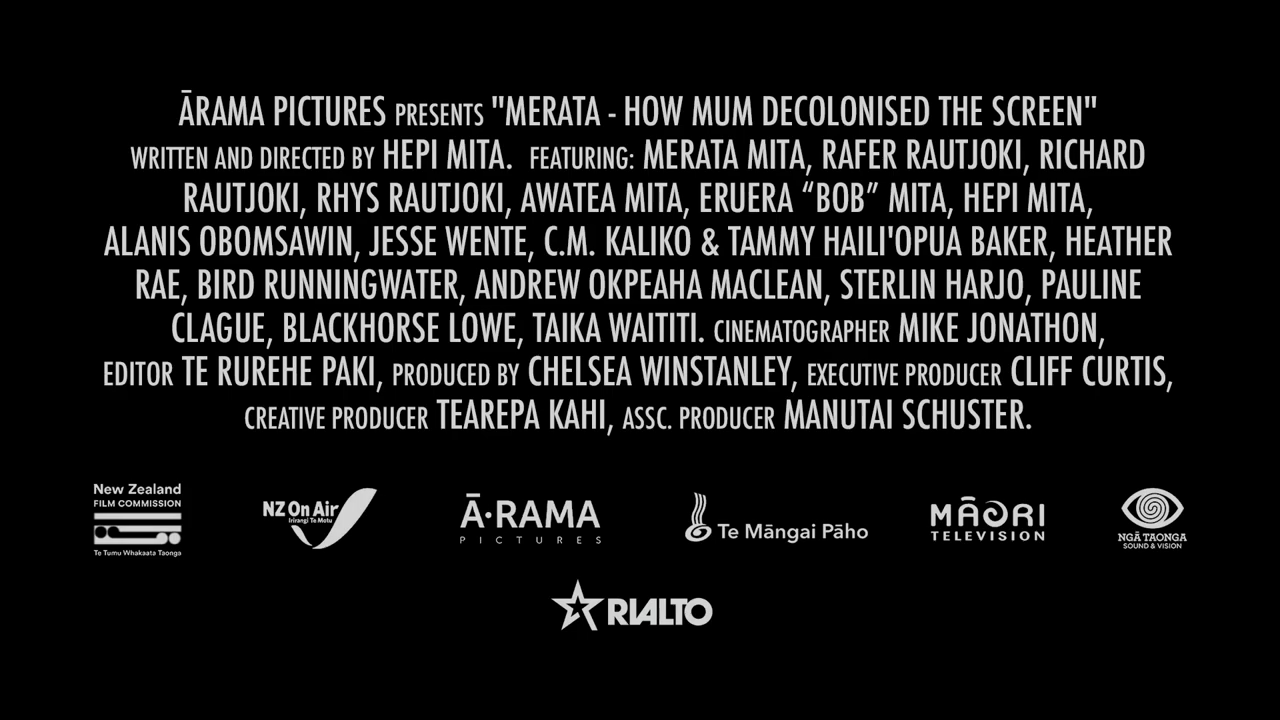 ĀRAMA PICTURES PRESENTS "MERATA - HOW MUM DECOLONISED THE SCREEN"
WRITTEN AND DIRECTED BY HEPI MITA. FEATURING: MERATA MITA, RAFER RAUTJOKI, RICHARD
RAUTJOKI, RHYS RAUTJOKI, AWATEA MITA, ERUERA “BOB” MITA, HEPI MITA,
ALANIS OBOMSAWIN, JESSE WENTE, C.M. KALIKO & TAMMY HAILI'OPUA BAKER, HEATHER
RAE, BIRD RUNNINGWATER, ANDREW OKPEAHA MACLEAN, STERLIN HARJO, PAULINE
CLAGUE, BLACKHORSE LOWE, TAIKA WAITITI. CINEMATOGRAPHER MIKE JONATHON,
EDITOR TE RUREHE PAKI, PRODUCED BY CHELSEA WINSTANLEY, EXECUTIVE PRODUCER CLIFF CURTIS,
CREATIVE PRODUCER TEAREPA KAHI, ASSC. PRODUCER MANUTAI SCHUSTER.
New Zealand
FILM COMMISSION
Te Tumu Whakaata Taonga
NZ On Air
Irirangi Te Motu
Ā·RAMA
PICTURES
Te Māngai Pāho
MĀORI
TELEVISION
NGĀ TAONGA
SOUND & VISION
RIALTO